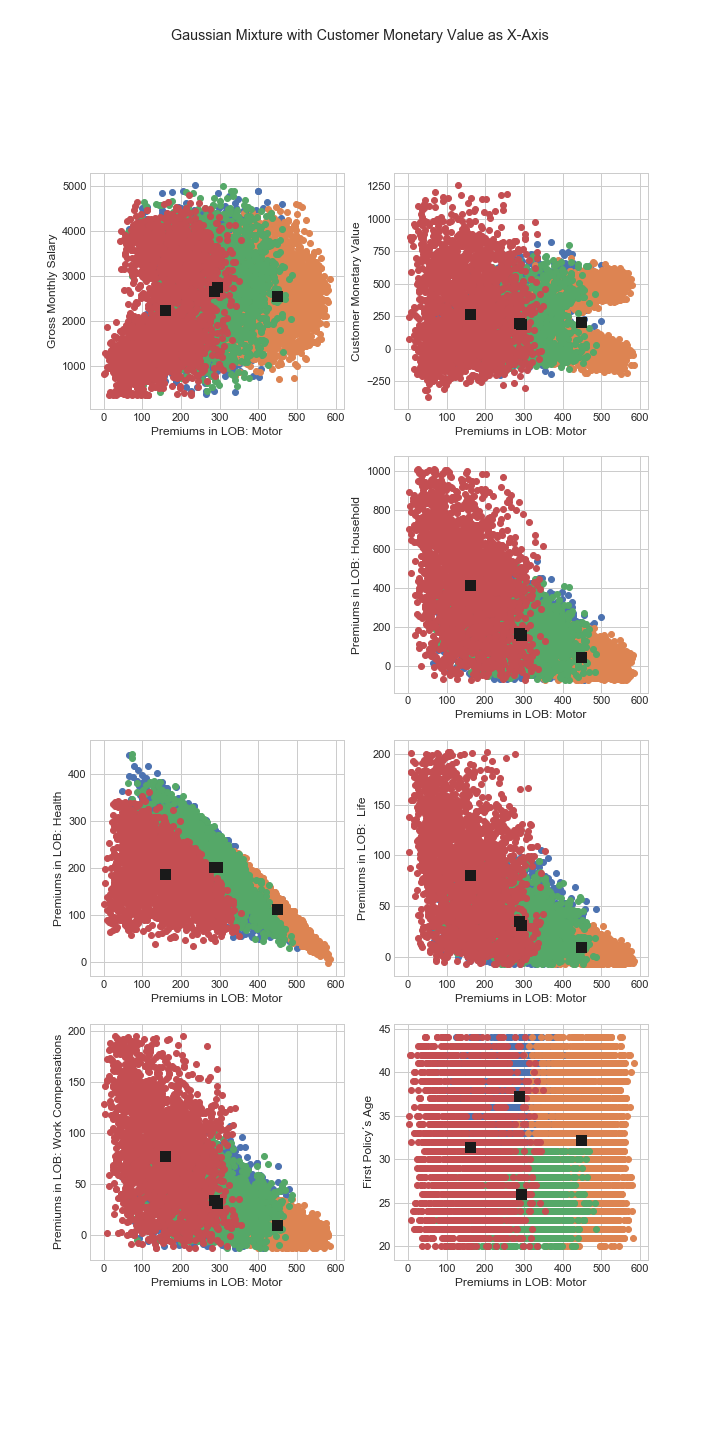 Gaussian Mixture with Customer Monetary Value as X-Axis
5000
4000
3000
2000
1000
Gross Monthly Salary
0 100 200 300 400 500 600
Premiums in LOB: Motor
1250
1000
750
500
250
0
−250
Customer Monetary Value
0 100 200 300 400 500 600
Premiums in LOB: Motor
1000
800
600
400
200
0
Premiums in LOB: Household
0 100 200 300 400 500 600
Premiums in LOB: Motor
400
300
200
100
0
Premiums in LOB: Health
0 100 200 300 400 500 600
Premiums in LOB: Motor
200
150
100
50
0
Premiums in LOB:  Life
0 100 200 300 400 500 600
Premiums in LOB: Motor
200
150
100
50
0
Premiums in LOB: Work Compensations
0 100 200 300 400 500 600
Premiums in LOB: Motor
45
40
35
30
25
20
First Policy´s Age
0 100 200 300 400 500 600
Premiums in LOB: Motor